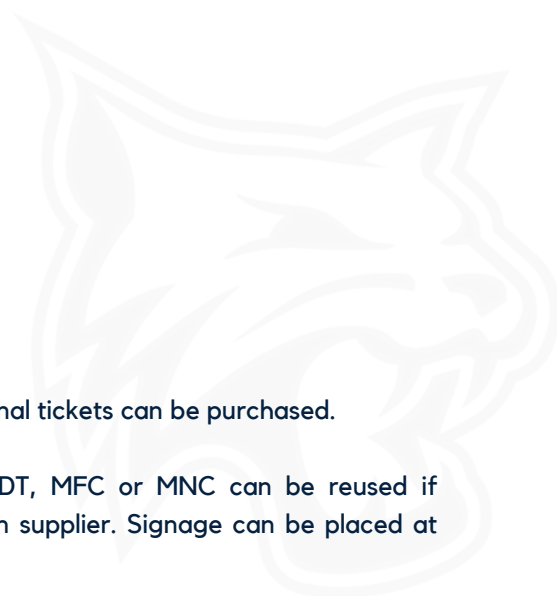 nal tickets can be purchased.
DT, MFC or MNC can be reused if
n supplier. Signage can be placed at